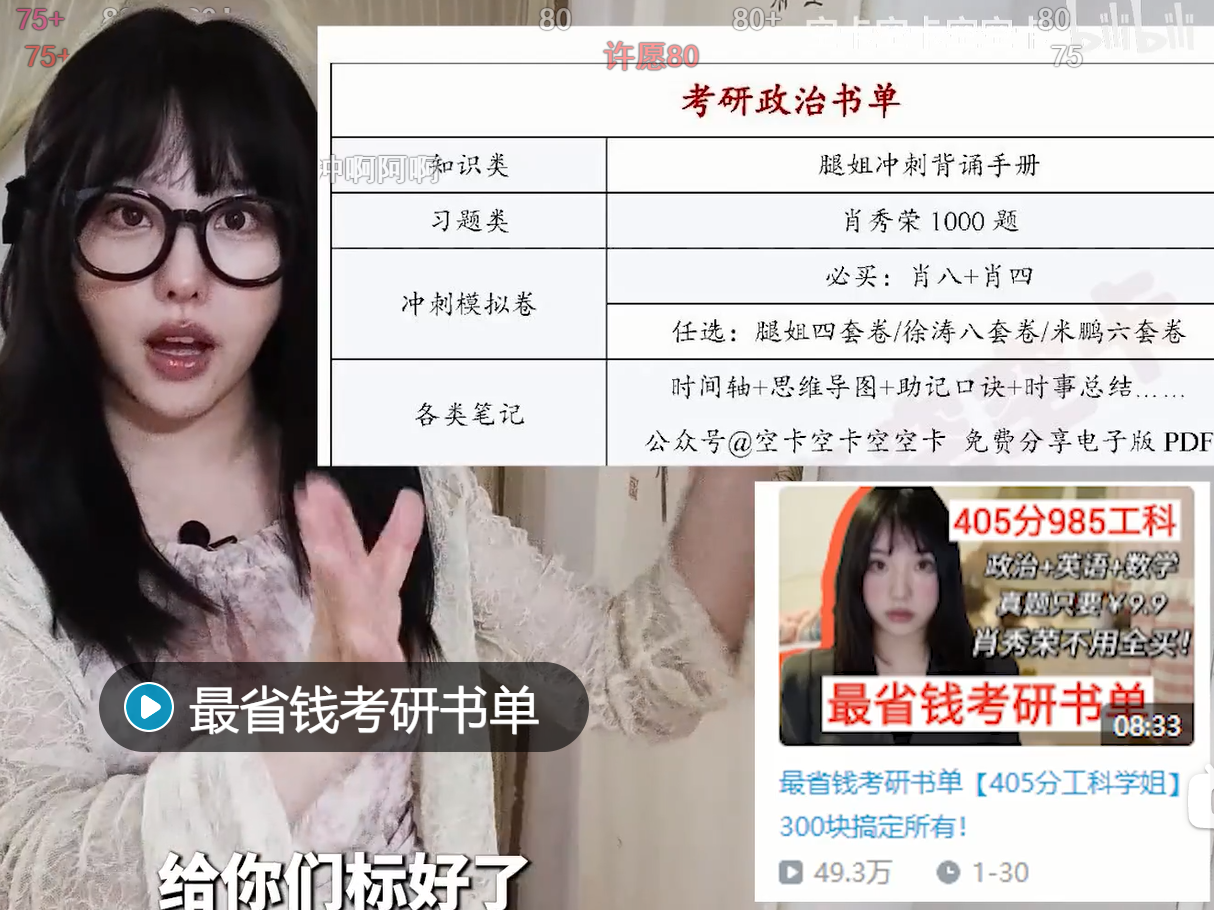 75+
80
80+
80
75+
许愿80
75
bilibili
考研政治书单
冲啊阿啊
知识类
腿姐冲刺背诵手册
习题类
肖秀荣 1000 题
冲刺模拟卷
必买：肖八+肖四
任选：腿姐四套卷/徐涛八套卷/米鹏六套卷
各类笔记
时间轴+思维导图+助记口诀+时事总结……
公众号@空卡空卡空空卡 免费分享电子版 PDF
405分985工科
政治+英语+数学
真题只要￥9.9
肖秀荣不用全买!
最省钱考研书单
08:33
最省钱考研书单
最省钱考研书单【405分工科学姐】
300块搞定所有!
49.3万
1-30
给你们标好了